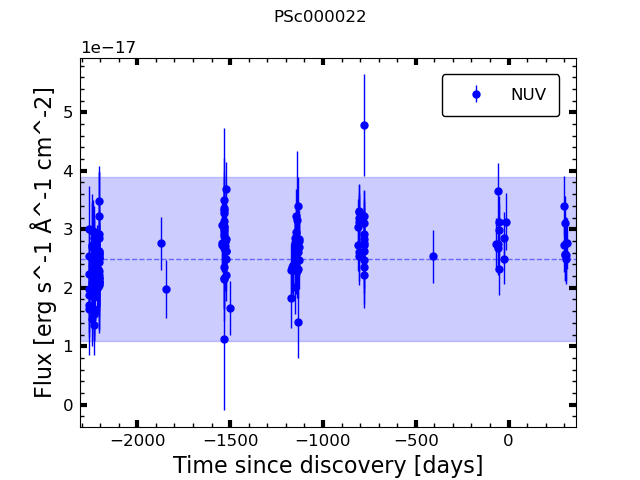 PSc000022
1e−17
NUV
5
4
3
2
1
0
Flux [erg s^-1 Å^-1 cm^-2]
−2000 −1500 −1000 −500 0
Time since discovery [days]